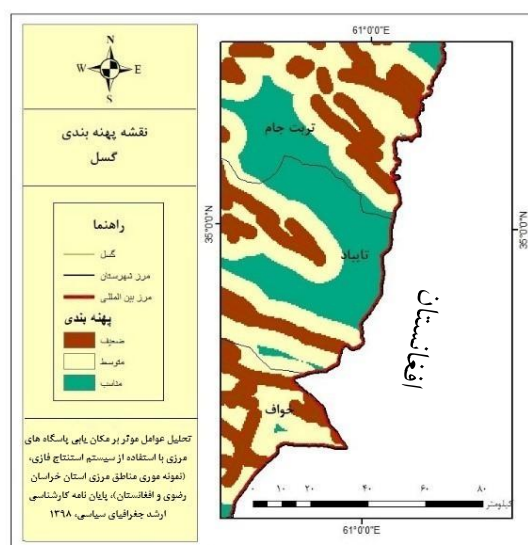 N
W E
S
نقشه پهنه بندی
گسل
راهنما
گسل
مرز شهرستان
مرز بین المللی
پهنه بندی
ضعیف
متوسط
مناسب
تحلیل عوامل موثر بر مکان یابی پاسگاه های
مرزی با استفاده از سیستم استنتاج فازی،
(نمونه موری مناطق مرزی استان خراسان
رضوی و افغانستان)، پایان نامه کارشناسی
ارشد جغرافیای سیاسی، ۱۳۹۸
61°0'0"E
تربت جام
35°0'0"N
35°0'0"N
تایباد
افغانستان
خواف
۰ ۱۰ ۲۰ ۴۰ ۶۰ ۸۰
کیلومتر
61°0'0"E